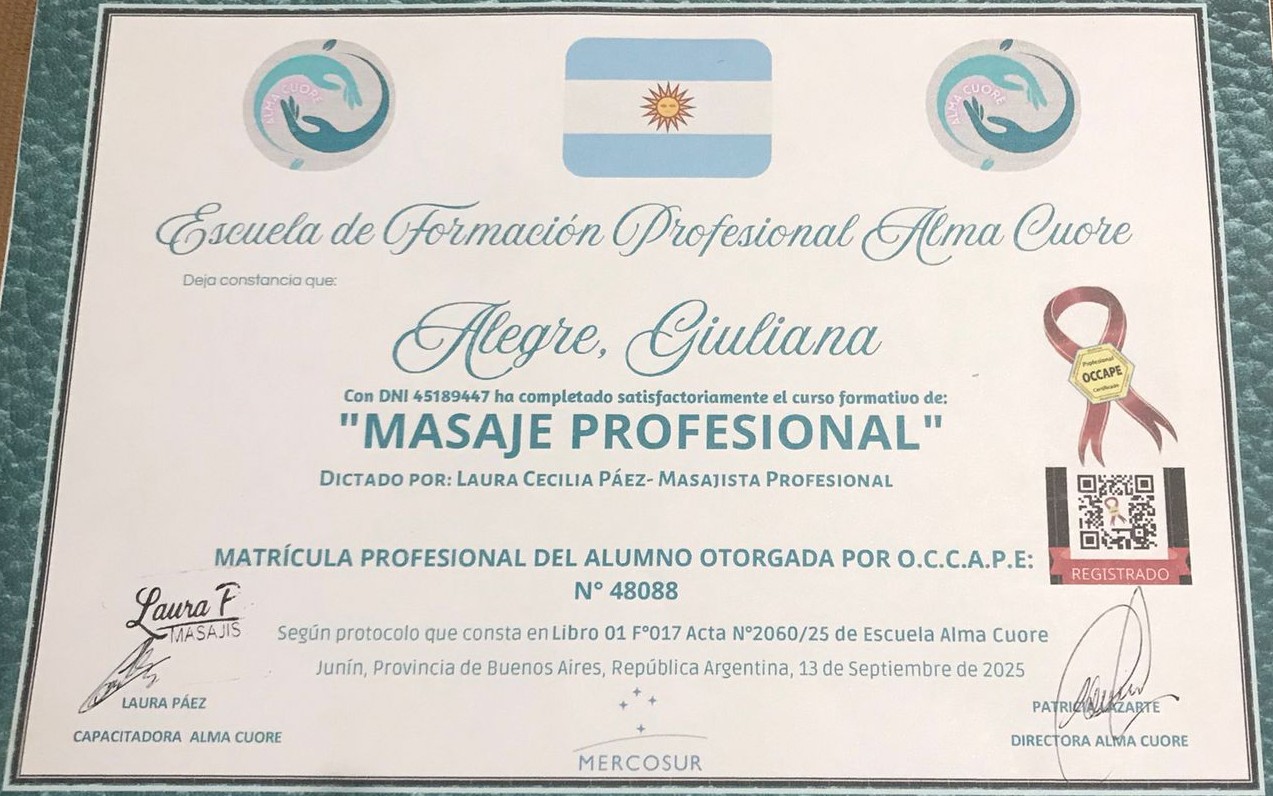 ALMA CUORE
ALMA CUORE
Escuela de Formación Profesional Alma Cuore
Deja constancia que:
Alegre, Giuliana
Con DNI 45189447 ha completado satisfactoriamente el curso formativo de:
"MASAJE PROFESIONAL"
DICTADO POR: LAURA CECILIA PÁEZ- MASAJISTA PROFESIONAL
Profesional
OCCAPE
Certificado
REGISTRADO
MATRÍCULA PROFESIONAL DEL ALUMNO OTORGADA POR O.C.C.A.P.E:
N° 48088
Laura P
MASAJIS
Según protocolo que consta en Libro 01 F°017 Acta N°2060/25 de Escuela Alma Cuore
Junín, Provincia de Buenos Aires, República Argentina, 13 de Septiembre de 2025
LAURA PÁEZ
CAPACITADORA ALMA CUORE
MERCOSUR
DIRECTORA ALMA CUORE